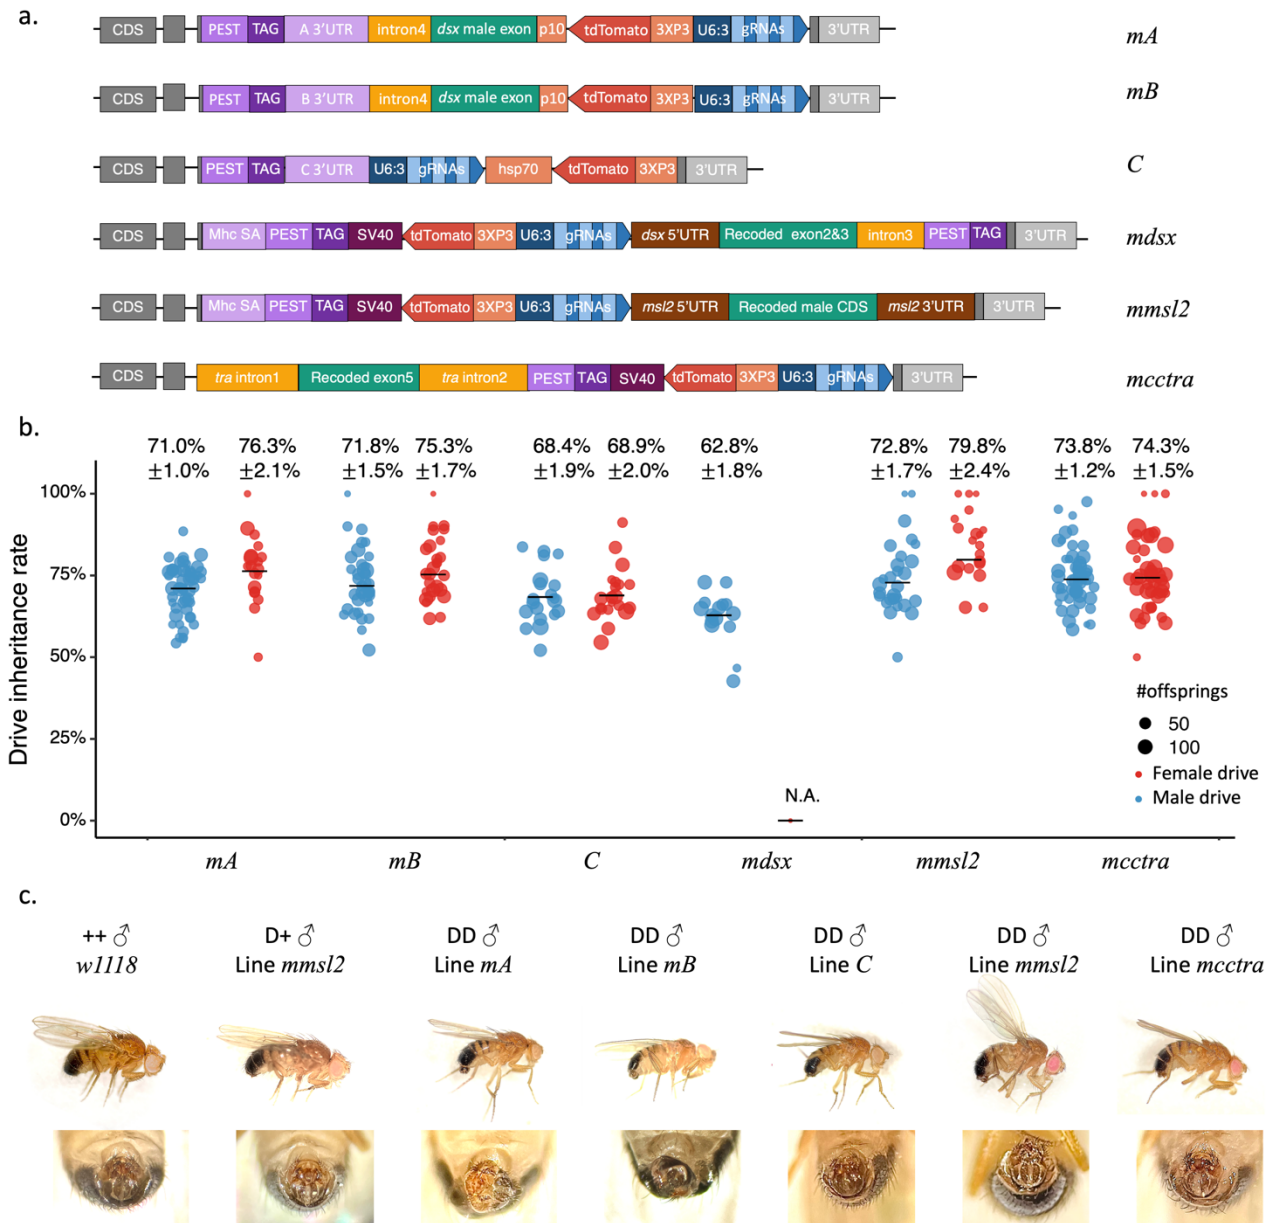 a.
CDS PEST TAG A 3'UTR intron4 dsx male exon p10 tdTomato 3XP3 U6:3 gRNAs 3'UTR mA
CDS PEST TAG B 3'UTR intron4 dsx male exon p10 tdTomato 3XP3 U6:3 gRNAs 3'UTR mB
CDS PEST TAG C 3'UTR U6:3 gRNAs hsp70 tdTomato 3XP3 3'UTR C
CDS Mhc SA PEST TAG SV40 tdTomato 3XP3 U6:3 gRNAs dsx 5'UTR Recoded exon2&3 intron3 PEST TAG 3'UTR mdsx
CDS Mhc SA PEST TAG SV40 tdTomato 3XP3 U6:3 gRNAs msl2 5'UTR Recoded male CDS msl2 3'UTR 3'UTR mmsl2
CDS tra intron1 Recoded exon5 tra intron2 PEST TAG SV40 tdTomato 3XP3 U6:3 gRNAs 3'UTR mcctra
b.
71.0% 76.3% 71.8% 75.3% 68.4% 68.9% 62.8% 72.8% 79.8% 73.8% 74.3%
±1.0% ±2.1% ±1.5% ±1.7% ±1.9% ±2.0% ±1.8% ±1.7% ±2.4% ±1.2% ±1.5%
Drive inheritance rate
100%
75%
50%
25%
0%
N.A.
#offsprings
50
100
Female drive
Male drive
mA mB C mdsx mmsl2 mcctra
c.
++ ♂ D+ ♂ DD ♂ DD ♂ DD ♂ DD ♂ DD ♂
w1118 Line mmsl2 Line mA Line mB Line C Line mmsl2 Line mcctra